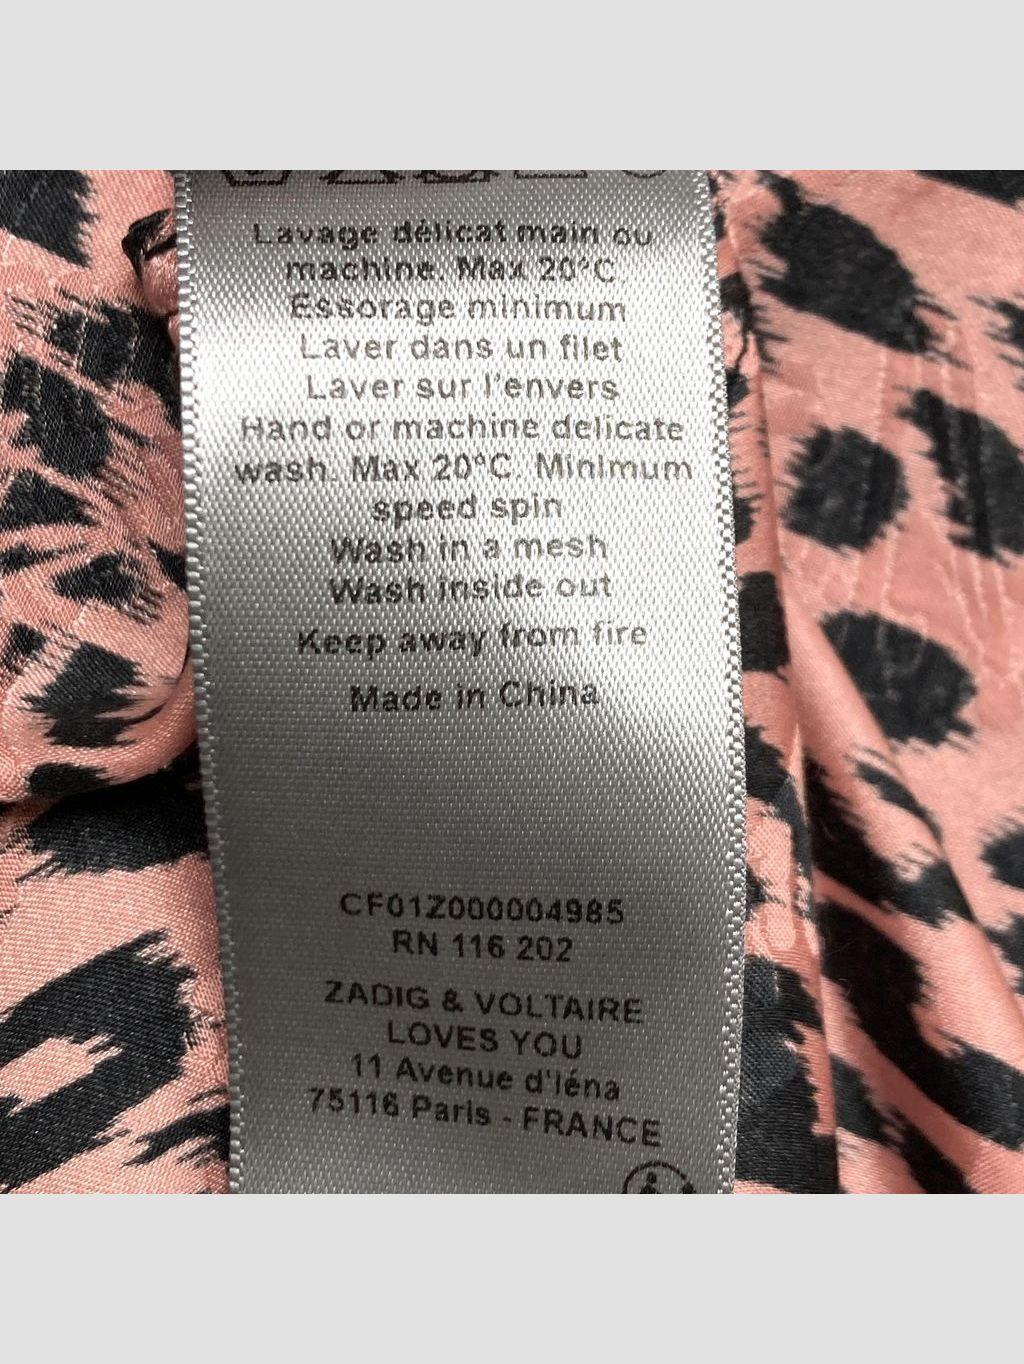 Lavage délicat main ou
machine. Max 20°C
Essorage minimum
Laver dans un filet
Laver sur l'envers
Hand or machine delicate
wash. Max 20°C. Minimum
speed spin
Wash in a mesh
Wash inside out
Keep away from fire
Made in China
CF01Z000004985
RN 116 202
ZADIG & VOLTAIRE
LOVES YOU
11 Avenue d'Iéna
75116 Paris - FRANCE